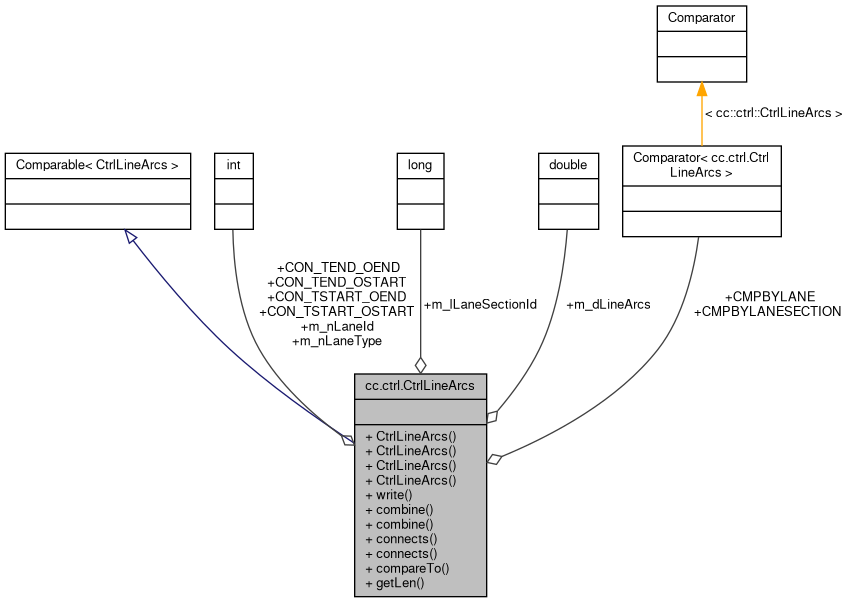 Comparator
< cc::ctrl::CtrlLineArcs >
Comparable< CtrlLineArcs >
int
long
double
Comparator< cc.ctrl.Ctrl
LineArcs >
+CON_TEND_OEND
+CON_TEND_OSTART
+CON_TSTART_OEND
+CON_TSTART_OSTART
+m_nLaneId
+m_nLaneType
+m_lLaneSectionId
+m_dLineArcs
+CMPBYLANE
+CMPBYLANESECTION
cc.ctrl.CtrlLineArcs
+ CtrlLineArcs()
+ CtrlLineArcs()
+ CtrlLineArcs()
+ CtrlLineArcs()
+ write()
+ combine()
+ combine()
+ connects()
+ connects()
+ compareTo()
+ getLen()